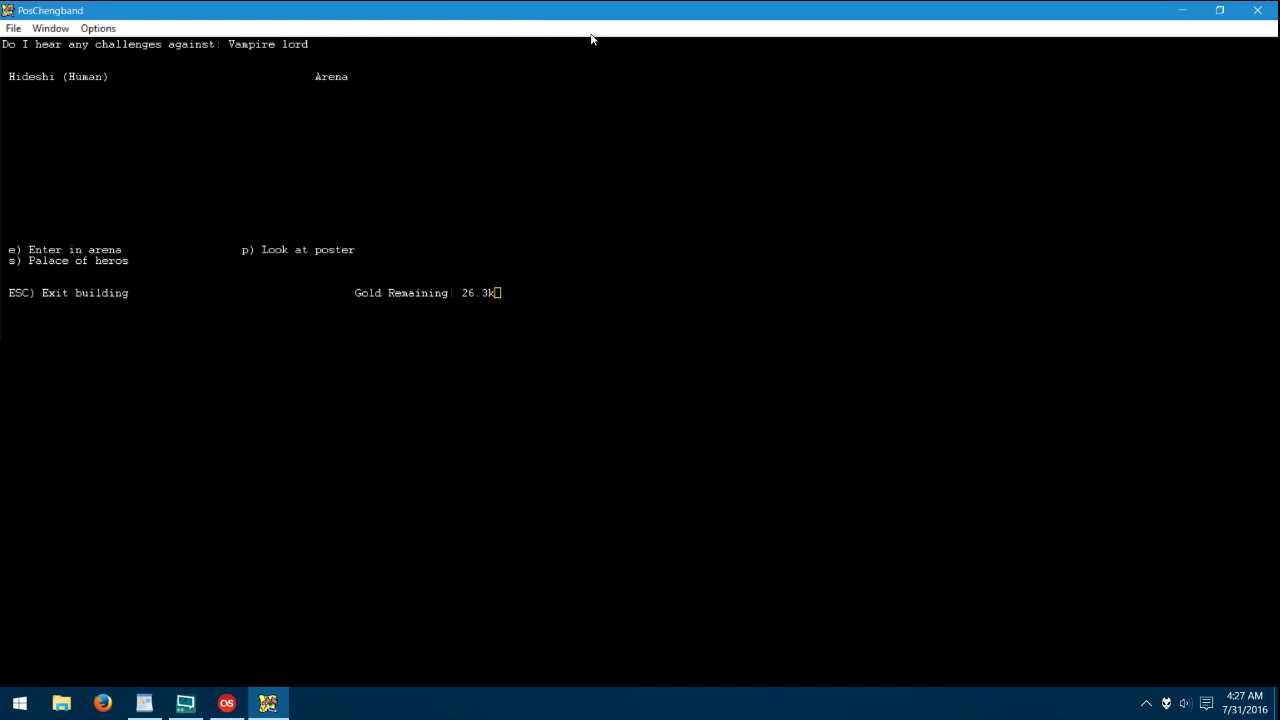 PosChengband
File Window Options
Do I hear any challenges against: Vampire lord
Hideshi (Human) Arena
e) Enter in arena p) Look at poster
s) Palace of heros
ESC) Exit building Gold Remaining: 26.3k
4:27 AM
7/31/2016